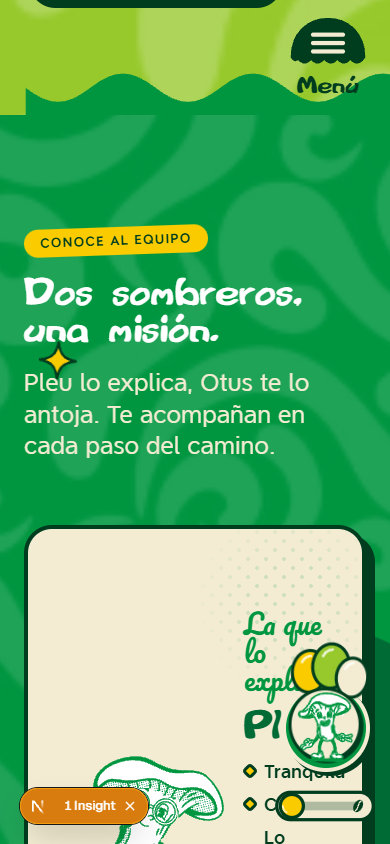 Menú
CONOCE AL EQUIPO
Dos sombreros,
una misión.
Pleu lo explica, Otus te lo
antoja. Te acompañan en
cada paso del camino.
La que
lo
Tranquila
Lo
N 1 Insight ×